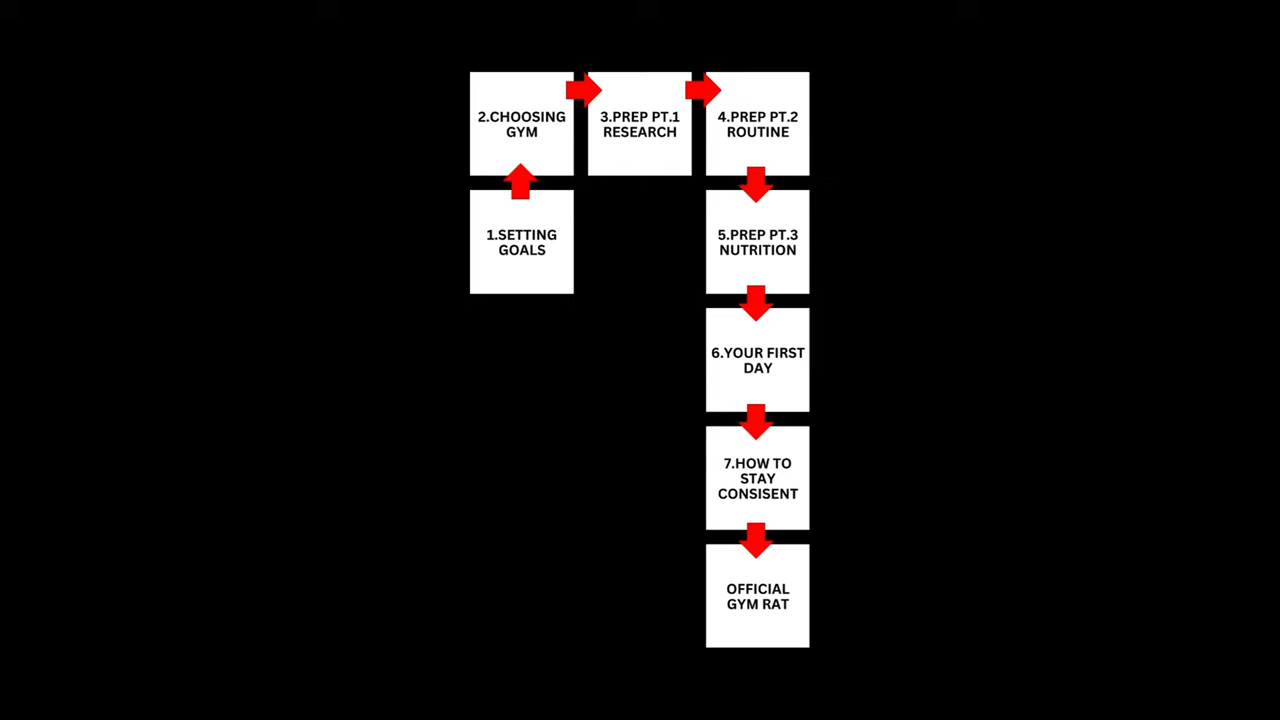 1.SETTING
GOALS
2.CHOOSING
GYM
3.PREP PT.1
RESEARCH
4.PREP PT.2
ROUTINE
5.PREP PT.3
NUTRITION
6.YOUR FIRST
DAY
7.HOW TO
STAY
CONSISENT
OFFICIAL
GYM RAT